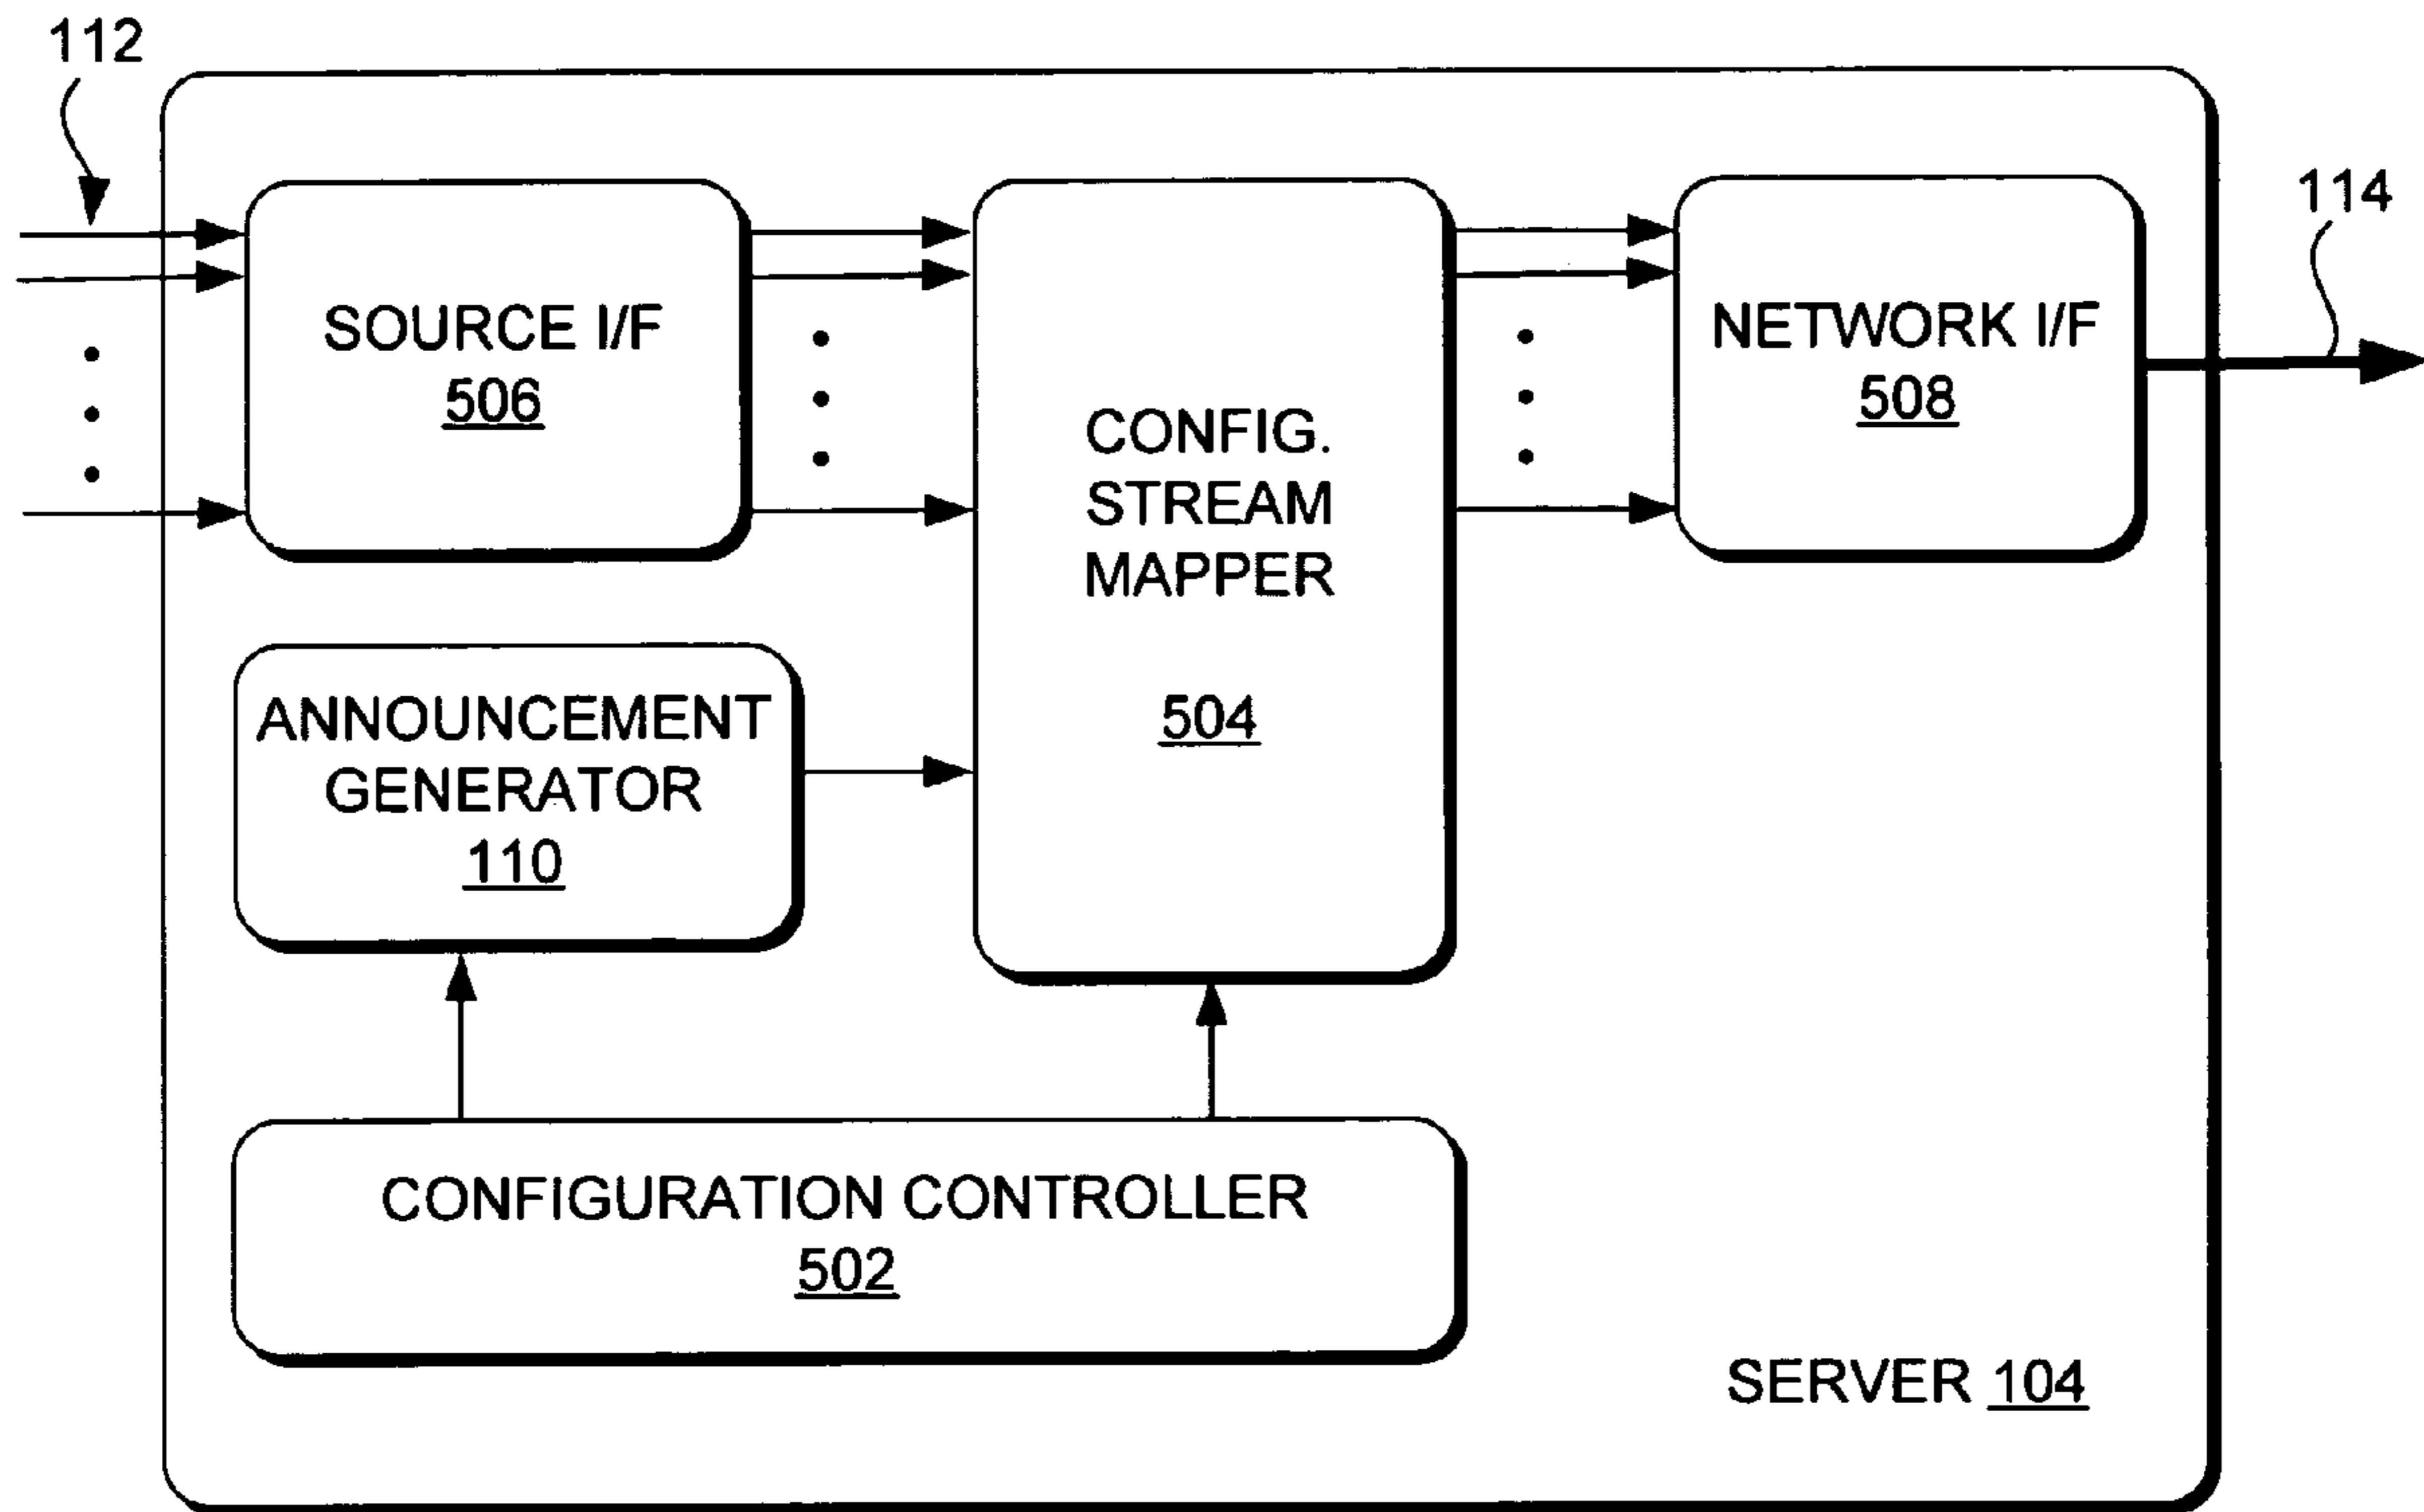 112
114
SOURCE I/F
506
CONFIG.
STREAM
MAPPER
504
NETWORK I/F
508
ANNOUNCEMENT
GENERATOR
110
CONFIGURATION CONTROLLER
502
SERVER 104